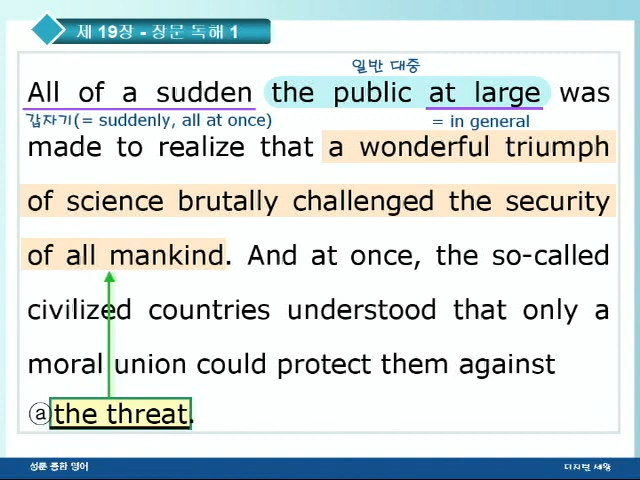 제 19장 - 장문 독해 1
일반 대중
All of a sudden the public at large was
갑자기(= suddenly, all at once)
= in general
made to realize that a wonderful triumph
of science brutally challenged the security
of all mankind. And at once, the so-called
civilized countries understood that only a
moral union could protect them against
ⓐthe threat.
성문 종합 영어
디지털 세움